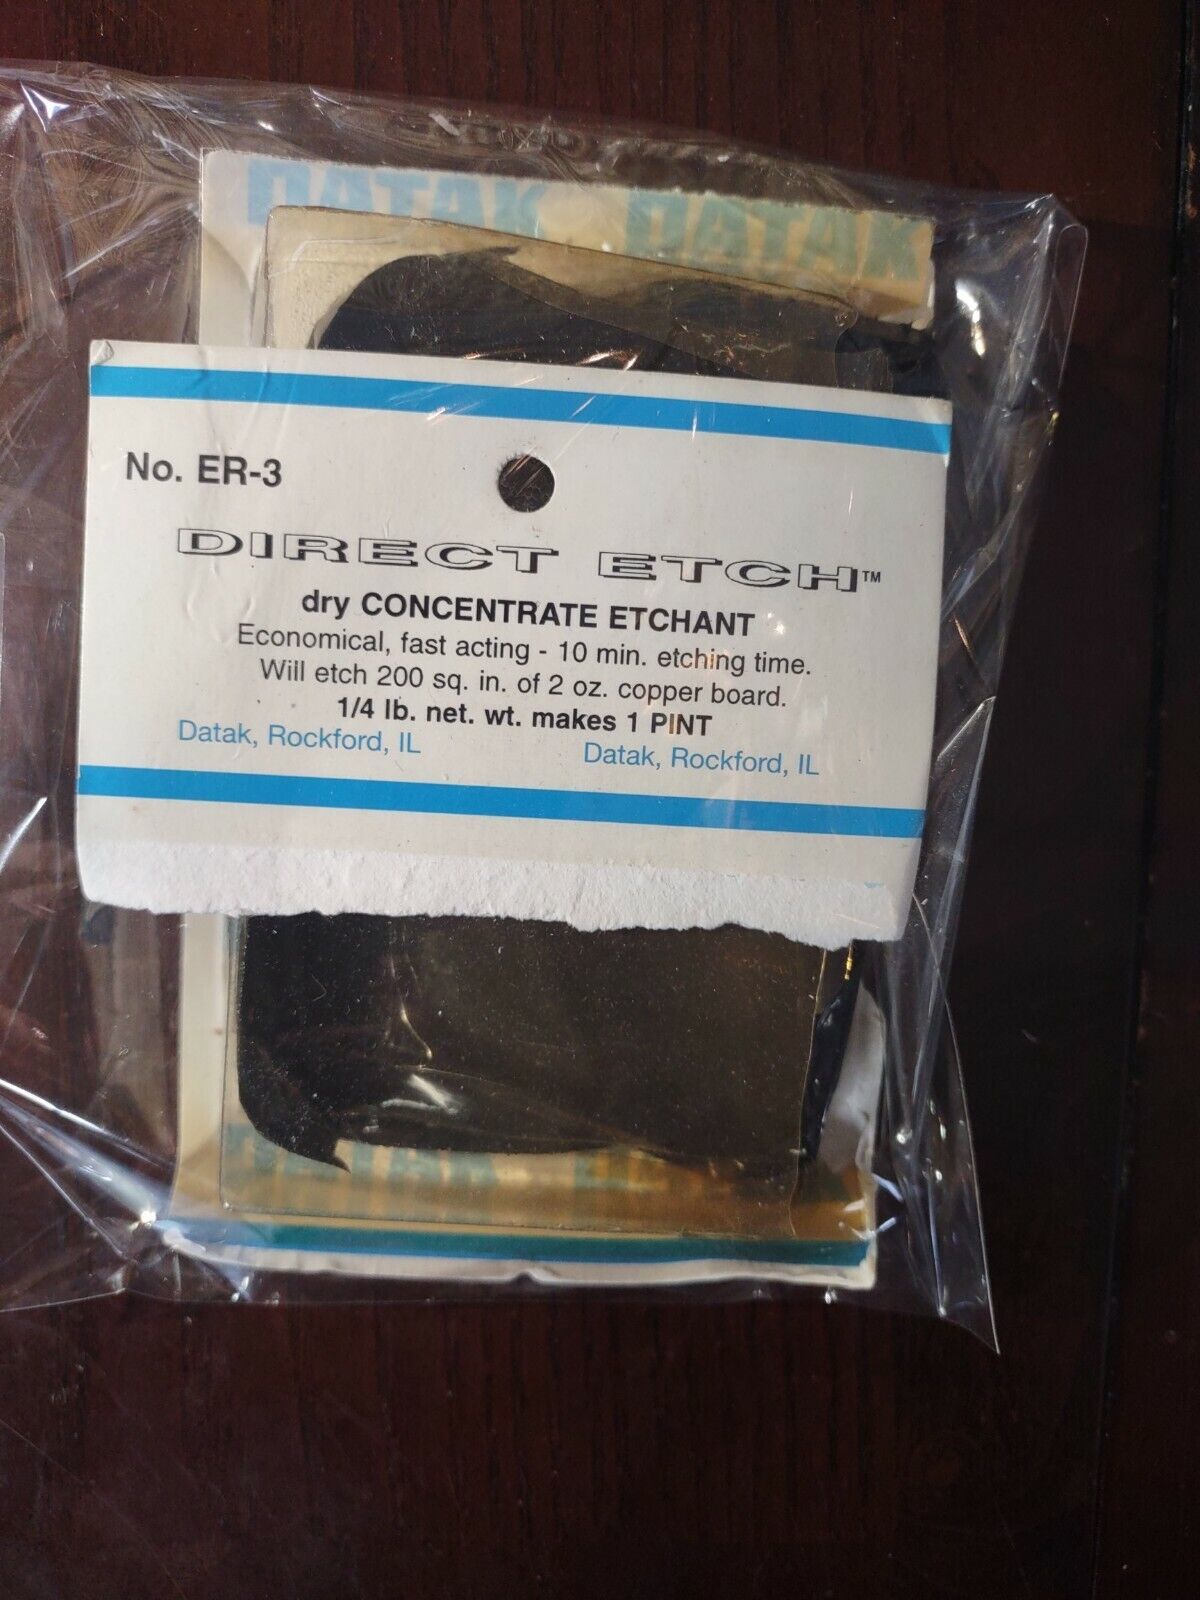 DATAK DATAK
No. ER-3
DIRECT ETCH™
dry CONCENTRATE ETCHANT
Economical, fast acting - 10 min. etching time.
Will etch 200 sq. in. of 2 oz. copper board.
1/4 lb. net. wt. makes 1 PINT
Datak, Rockford, IL Datak, Rockford, IL